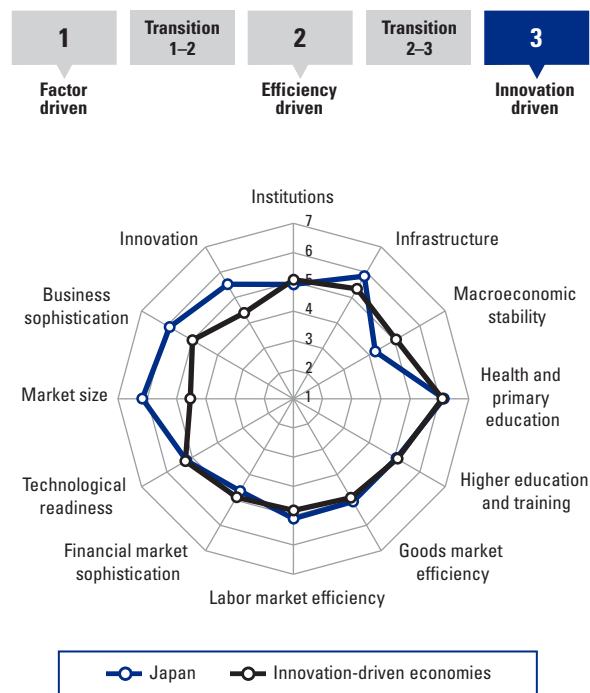 1
Transition
1–2
2
Transition
2–3
3
Factor
driven
Efficiency
driven
Innovation
driven
Institutions
7
Innovation
Infrastructure
6
5
Business
sophistication
Macroeconomic
stability
4
3
Market size
Health and
primary
education
2
1
Technological
readiness
Higher education
and training
Financial market
sophistication
Goods market
efficiency
Labor market efficiency
Japan
Innovation-driven economies